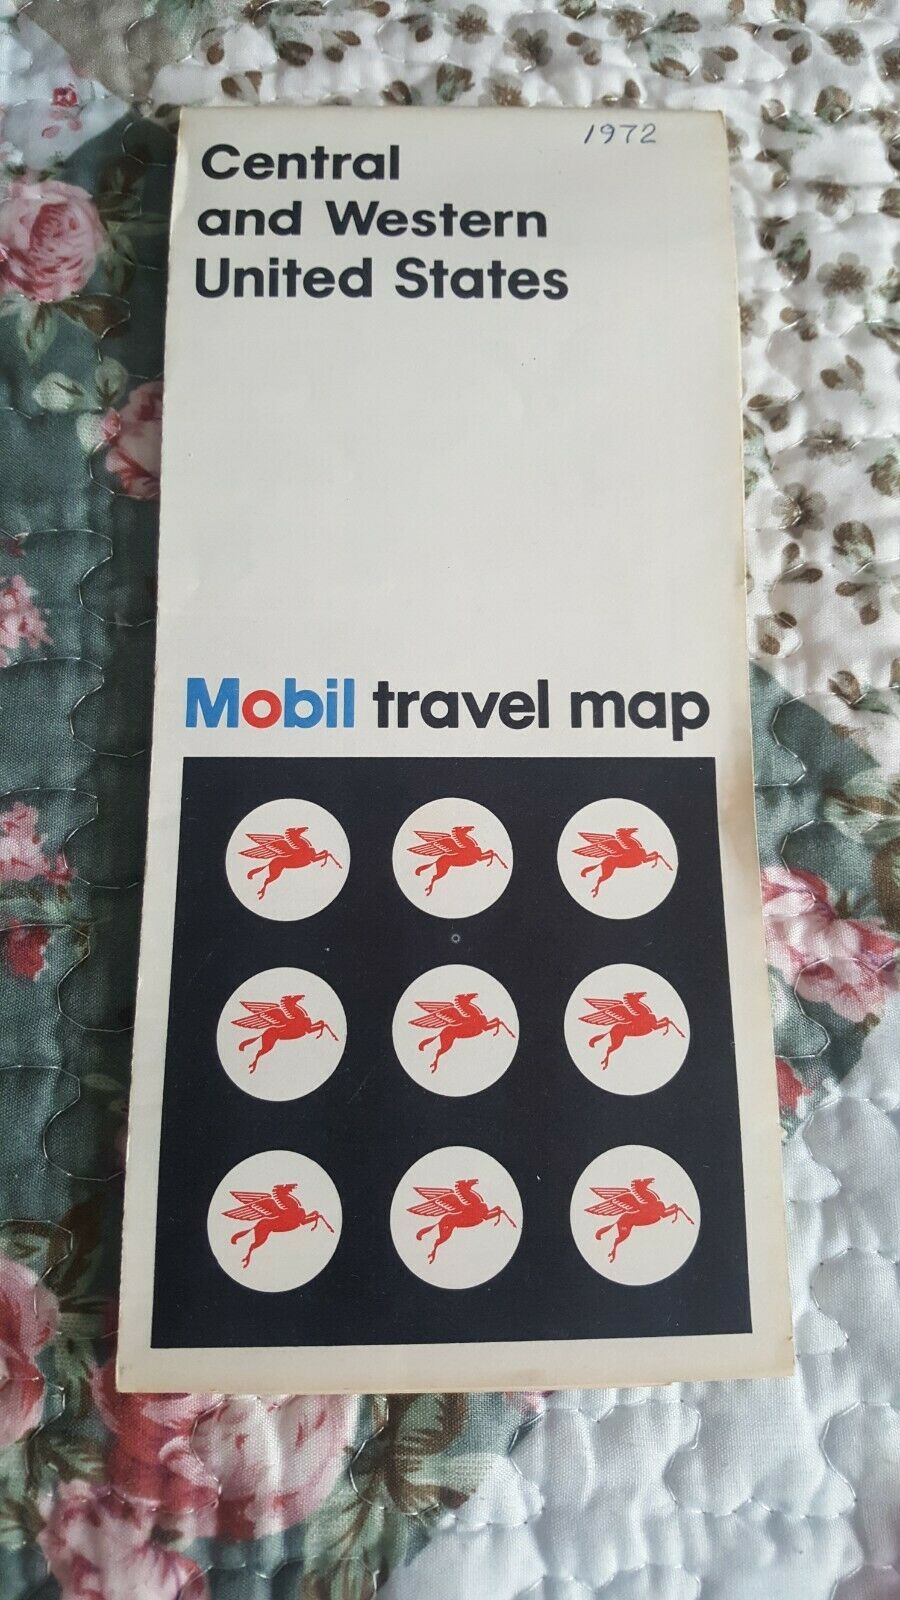 1972
Central
and Western
United States
Mobil travel map